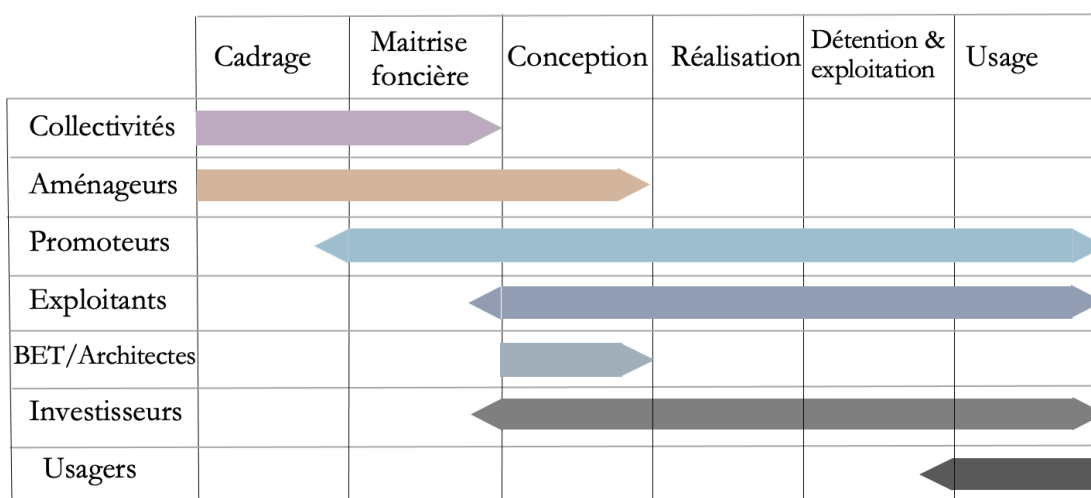 Cadrage
Maitrise
foncière
Conception
Réalisation
Détention &
exploitation
Usage
Collectivités
Aménageurs
Promoteurs
Exploitants
BET/Architectes
Investisseurs
Usagers